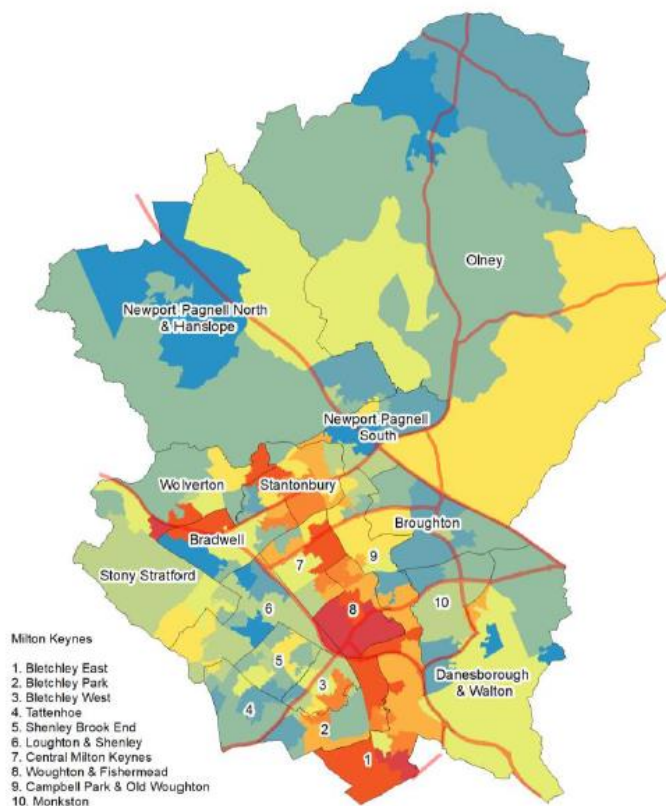 Olney
Newport Pagnell North
& Hanslope
Newport Pagnell
South
Wolverton
Stantonbury
Bradwell
Broughton
Stony Stratford
7
9
8
10
6
5
3
4
2
1
Danesborough
& Walton
Milton Keynes
1. Bletchley East
2. Bletchley Park
3. Bletchley West
4. Tattenhoe
5. Shenley Brook End
6. Loughton & Shenley
7. Central Milton Keynes
8. Woughton & Fishermead
9. Campbell Park & Old Woughton
10. Monkston